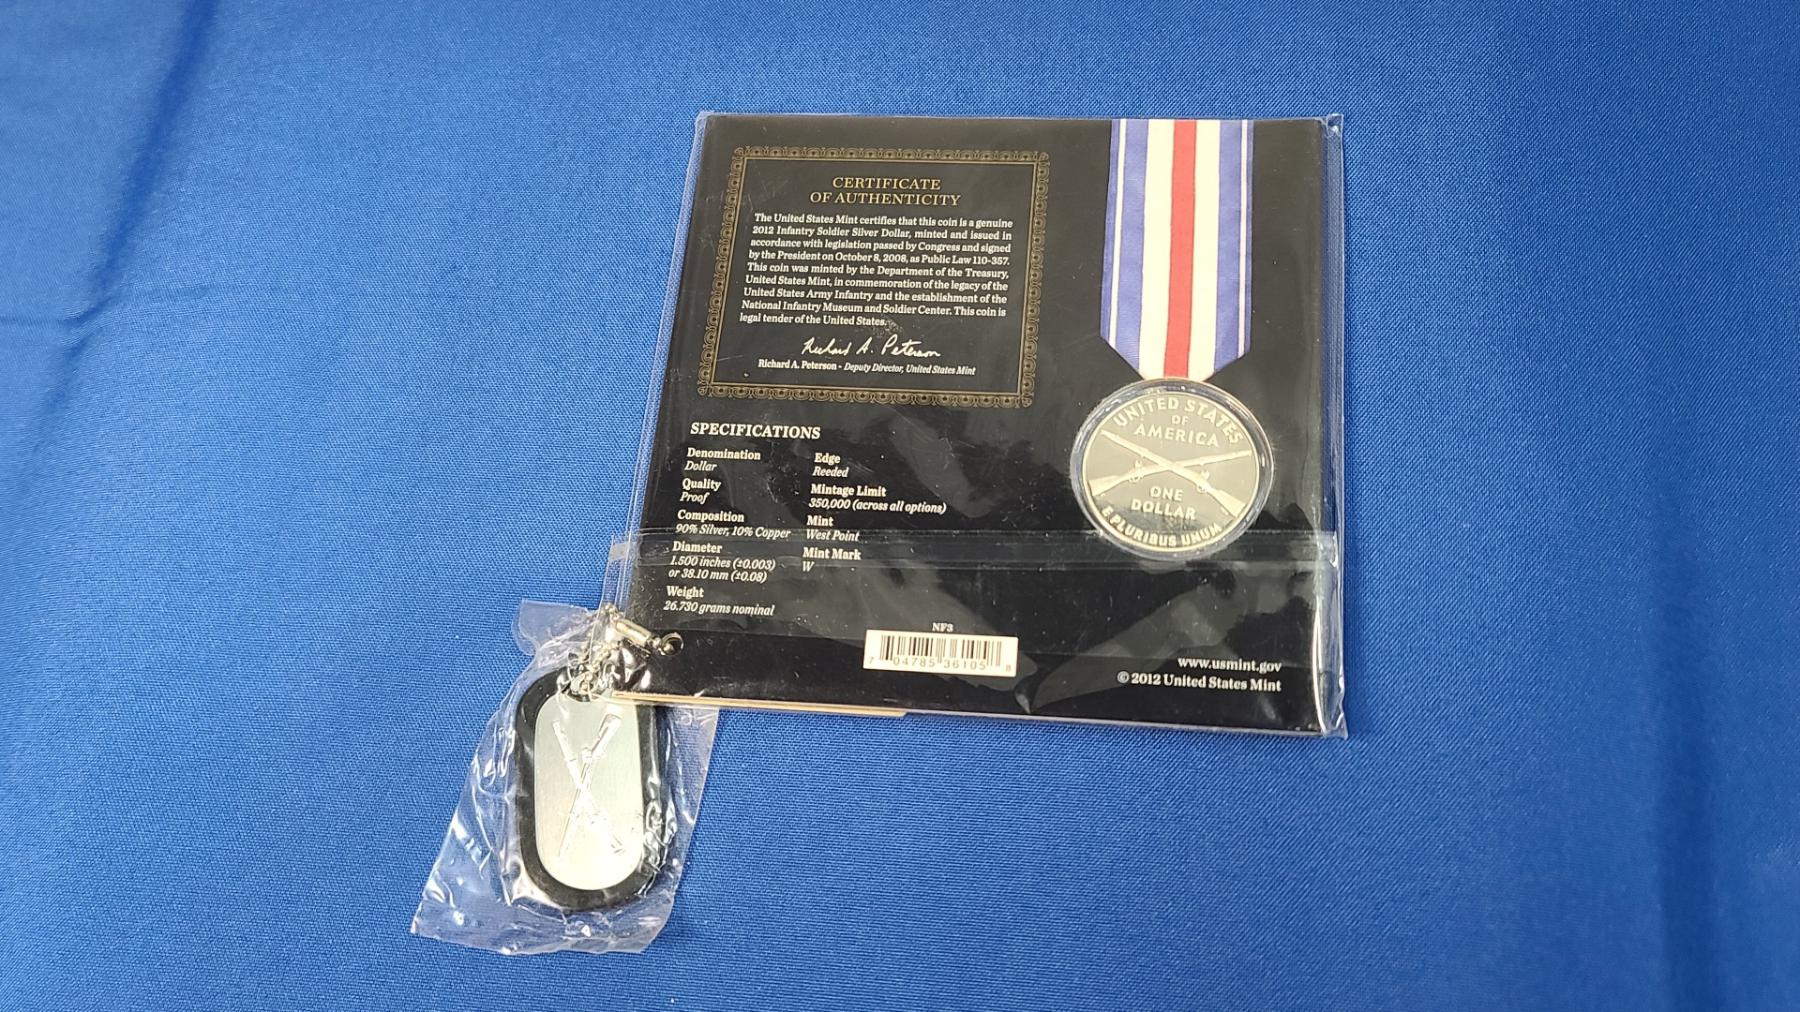 CERTIFICATE
OF AUTHENTICITY
The United States Mint certifies that this coin is a genuine
2012 Infantry Soldier Silver Dollar, minted and issued in
accordance with legislation passed by Congress and signed
by the President on October 8, 2008, as Public Law 110-357.
This coin was minted by the Department of the Treasury,
United States Mint, in commemoration of the legacy of the
United States Army Infantry and the establishment of the
National Infantry Museum and Soldier Center. This coin is
legal tender of the United States.
Richard A. Peterson
Richard A. Peterson - Deputy Director, United States Mint
SPECIFICATIONS
Denomination
Dollar
Quality
Proof
Composition
90% Silver, 10% Copper
Diameter
1.500 inches (±0.003)
or 38.10 mm (±0.08)
Weight
26.730 grams nominal
Edge
Reeded
Mintage Limit
350,000 (across all options)
Mint
West Point
Mint Mark
W
UNITED STATES
OF
AMERICA
ONE
DOLLAR
E PLURIBUS UNUM
NF3
7 04785 36105 8
www.usmint.gov
© 2012 United States Mint